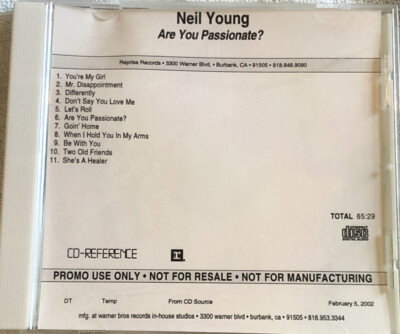 Neil Young
Are You Passionate?
Reprise Records • 3300 Warner Blvd. • Burbank, CA • 91505 • 818.846.9090
1. You're My Girl
2. Mr. Disappointment
3. Differently
4. Don't Say You Love Me
5. Let's Roll
6. Are You Passionate?
7. Goin' Home
8. When I Hold You In My Arms
9. Be With You
10. Two Old Friends
11. She's A Healer
TOTAL 65:29
COMPACT
disc
DIGITAL AUDIO
CD-REFERENCE r
PROMO USE ONLY • NOT FOR RESALE • NOT FOR MANUFACTURING
DT Temp From CD Source February 5, 2002
mfg. at warner bros records in-house studios • 3300 warner blvd • burbank, ca • 91505 • 818.953.3344